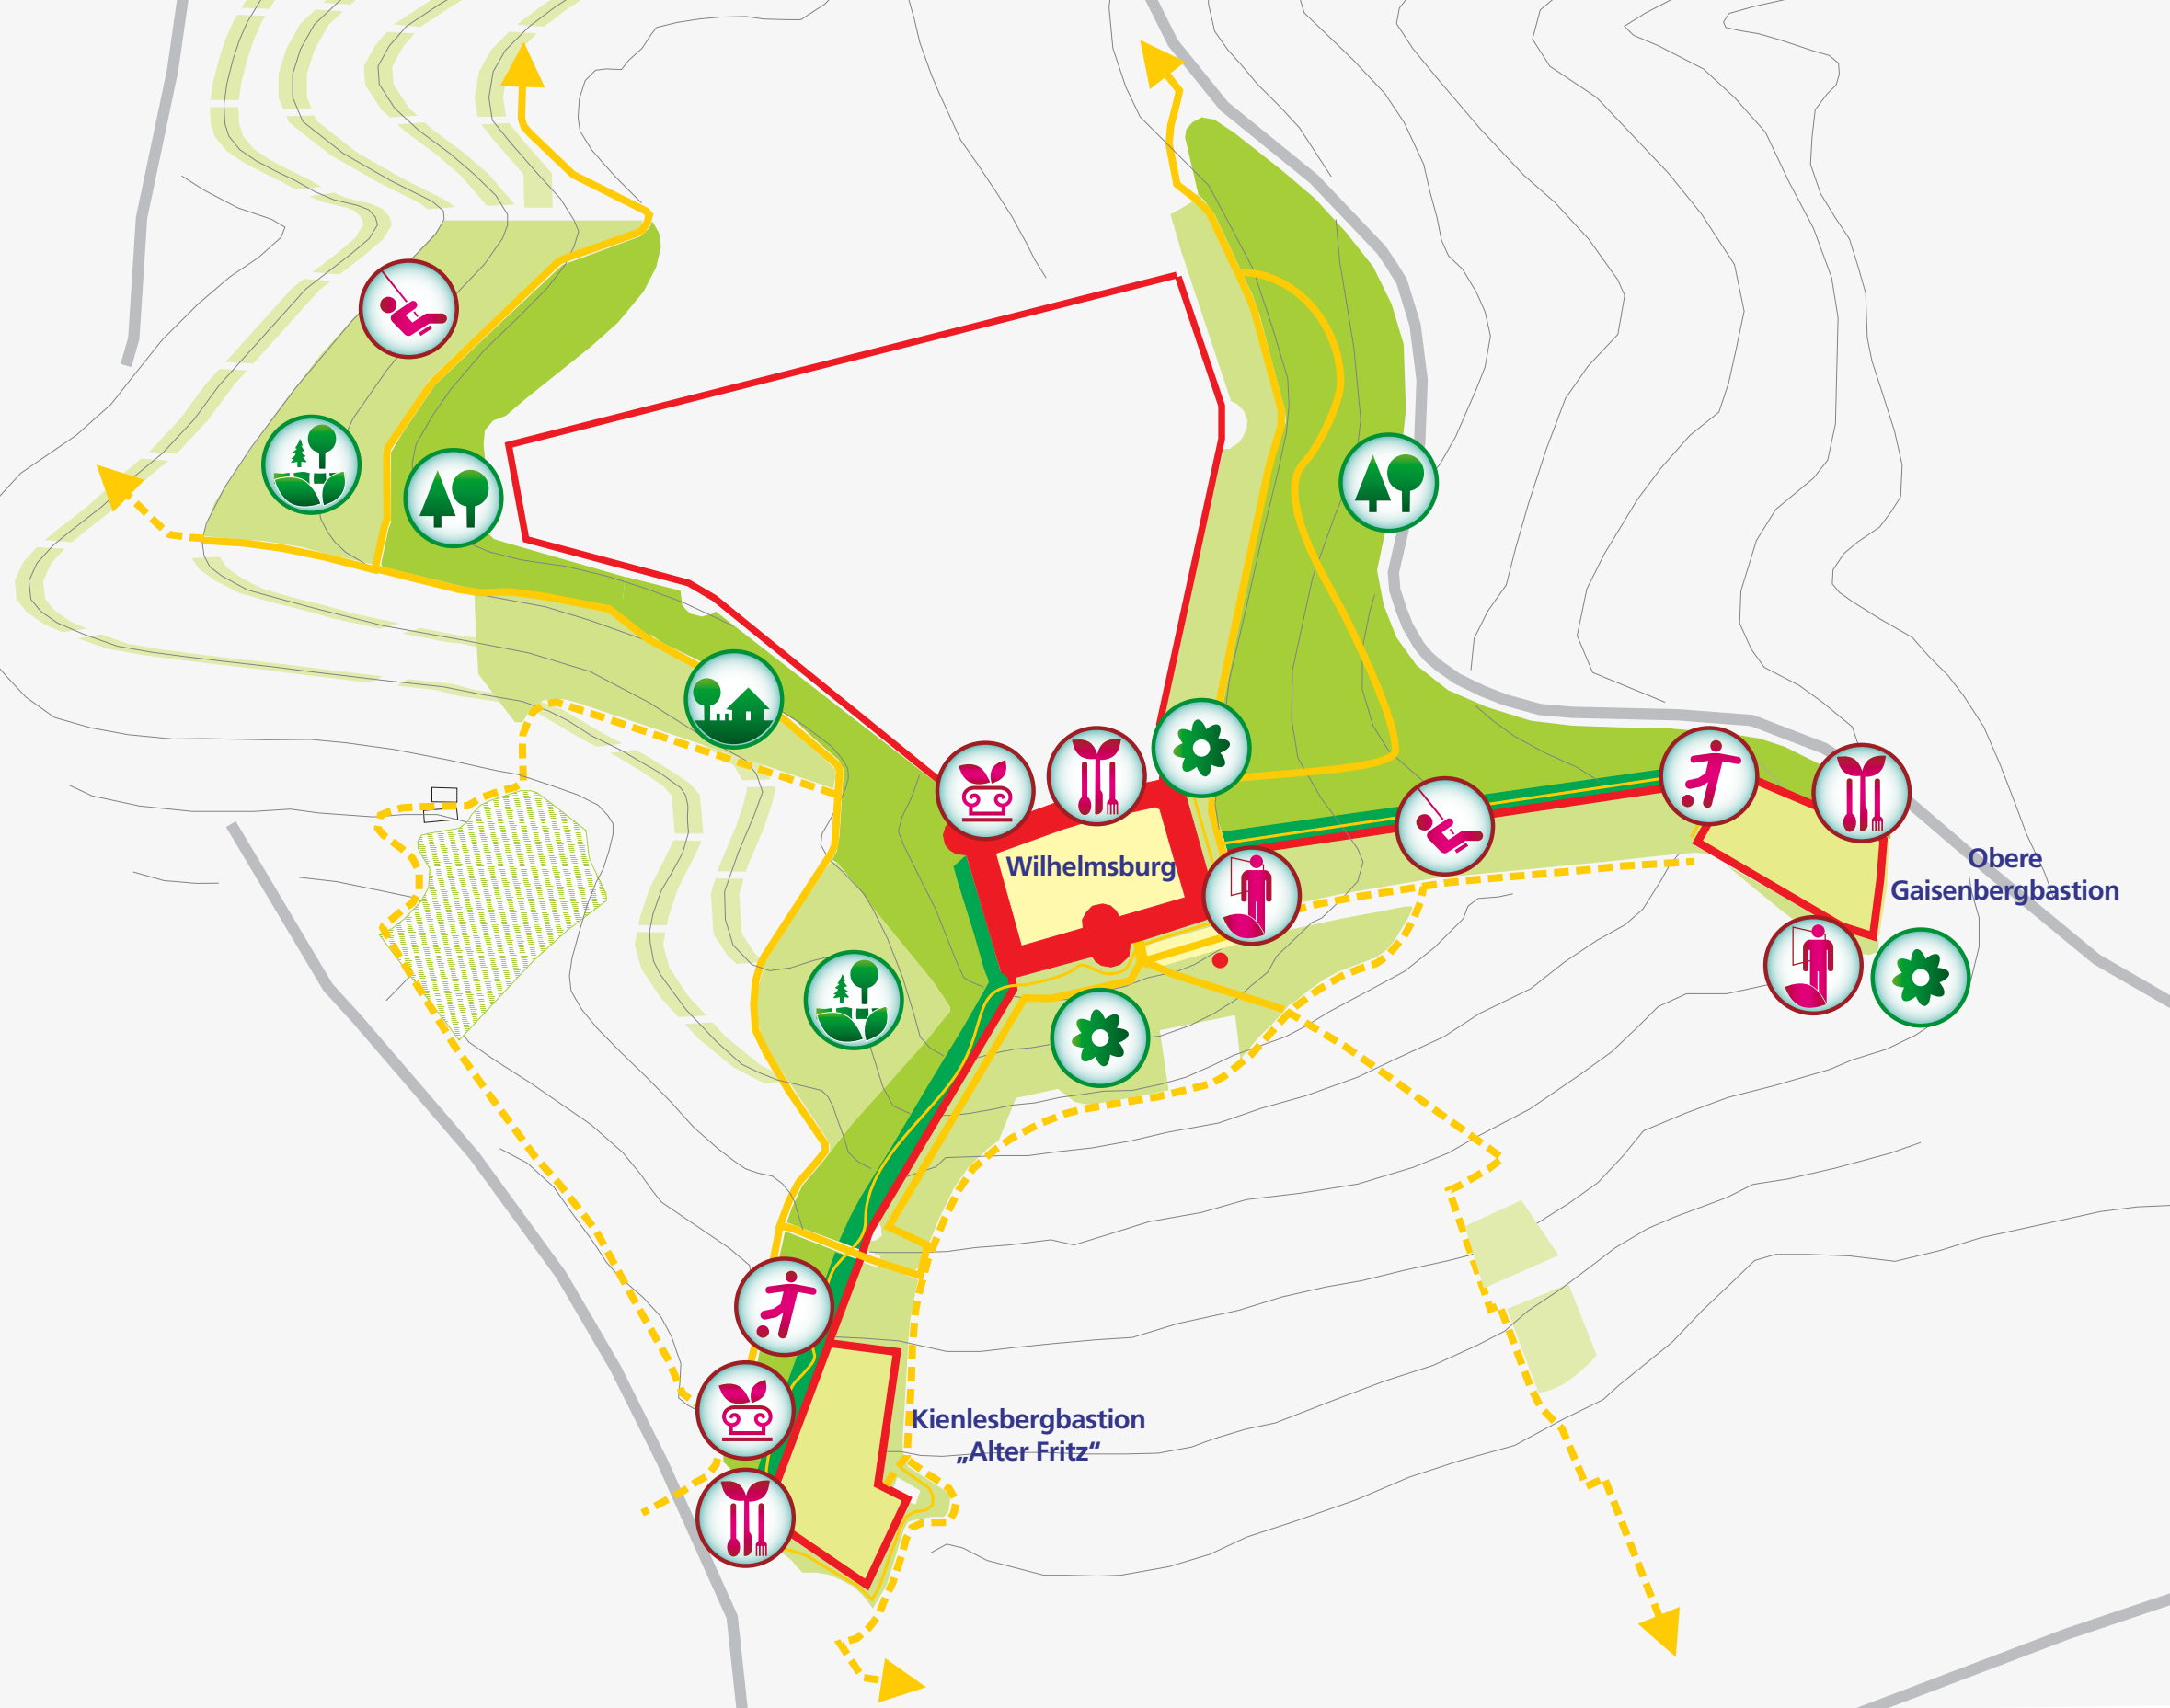 Wilhelmsburg
Obere
Gaisenbergbastion
Kienlesbergbastion
„Alter Fritz“